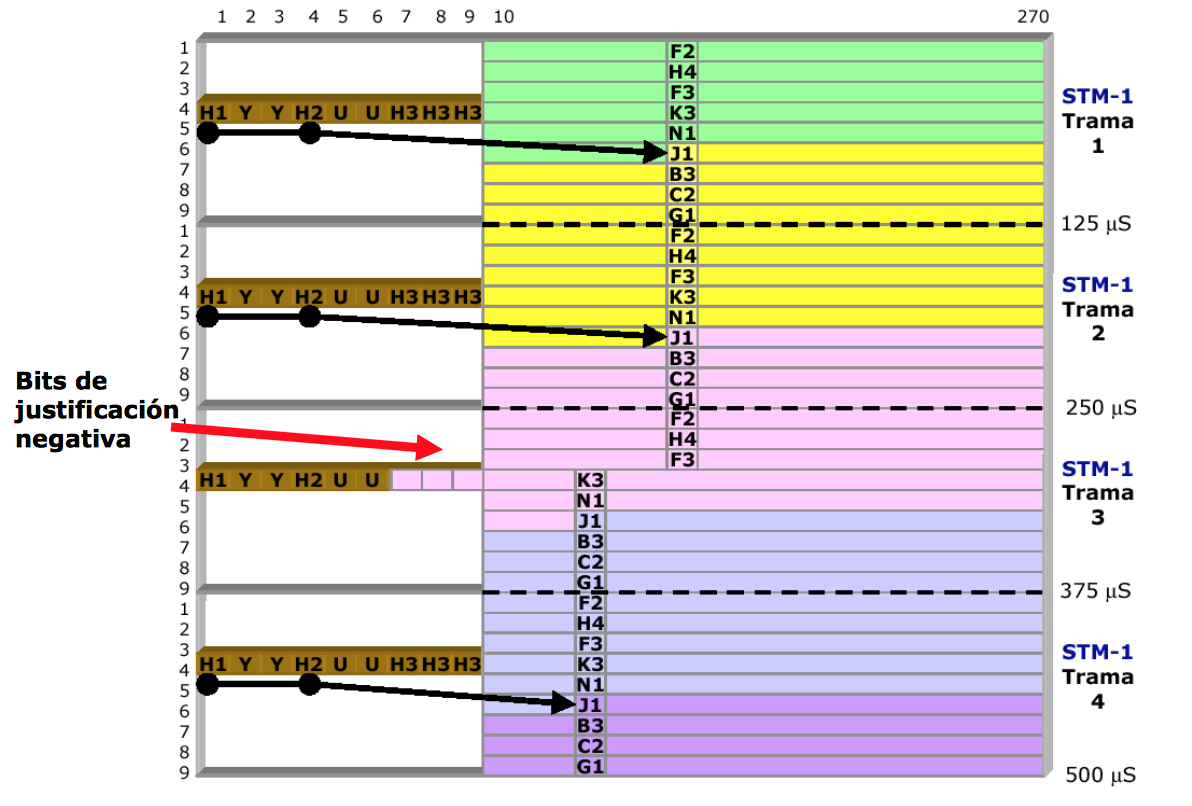 1 2 3 4 5 6 7 8 9 10 270
1 F2
2 H4
3 F3 STM-1
4 H1 Y Y H2 U U H3 H3 H3 K3 Trama
5 N1 1
6 J1
7 B3
8 C2
9 G1 125 µS
1 F2
2 H4
3 F3 STM-1
4 H1 Y Y H2 U U H3 H3 H3 K3 Trama
5 N1 2
6 J1
7 B3
8 C2
9 G1 250 µS
Bits de
justificación
negativa
1 F2
2 H4
3 F3 STM-1
4 H1 Y Y H2 U U K3 Trama
5 N1 3
6 J1
7 B3
8 C2
9 G1 375 µS
1 F2
2 H4
3 F3 STM-1
4 H1 Y Y H2 U U H3 H3 H3 K3 Trama
5 N1 4
6 J1
7 B3
8 C2
9 G1 500 µS